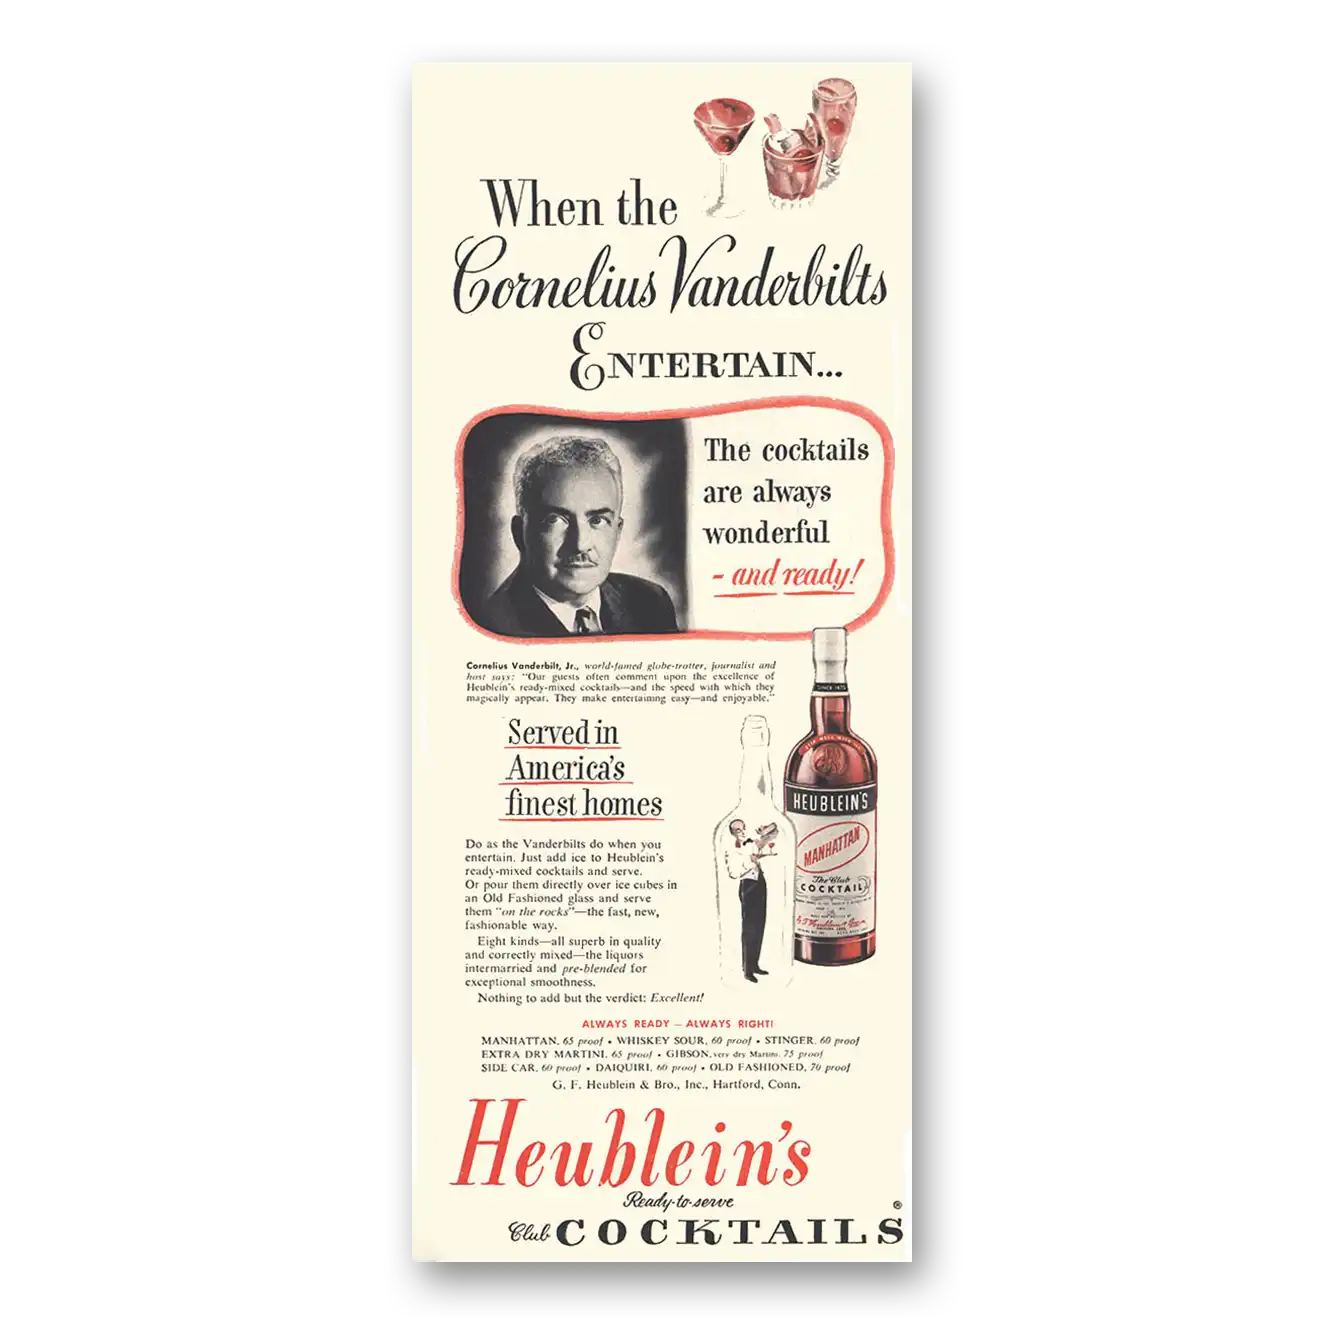 When the
Cornelius Vanderbilts
ENTERTAIN...
The cocktails
are always
wonderful
- and ready!
Cornelius Vanderbilt, Jr., world-famed globe-trotter, journalist and
host says: "Our guests often comment upon the excellence of
Heublein's ready-mixed cocktails—and the speed with which they
magically appear. They make entertaining easy—and enjoyable."
Served in
America's
finest homes
Do as the Vanderbilts do when you
entertain. Just add ice to Heublein's
ready-mixed cocktails and serve.
Or pour them directly over ice cubes in
an Old Fashioned glass and serve
them "on the rocks"—the fast, new,
fashionable way.
Eight kinds—all superb in quality
and correctly mixed—the liquors
intermarried and pre-blended for
exceptional smoothness.
Nothing to add but the verdict: Excellent!
SINCE 1875
HEUBLEIN'S
MANHATTAN
The Club
COCKTAIL
ALWAYS READY — ALWAYS RIGHT!
MANHATTAN, 65 proof • WHISKEY SOUR, 60 proof • STINGER, 60 proof
EXTRA DRY MARTINI, 65 proof • GIBSON, very dry Martini, 75 proof
SIDE CAR, 60 proof • DAIQUIRI, 60 proof • OLD FASHIONED, 70 proof
G. F. Heublein & Bro., Inc., Hartford, Conn.
Heublein's
Ready-to-serve
Club COCKTAILS®